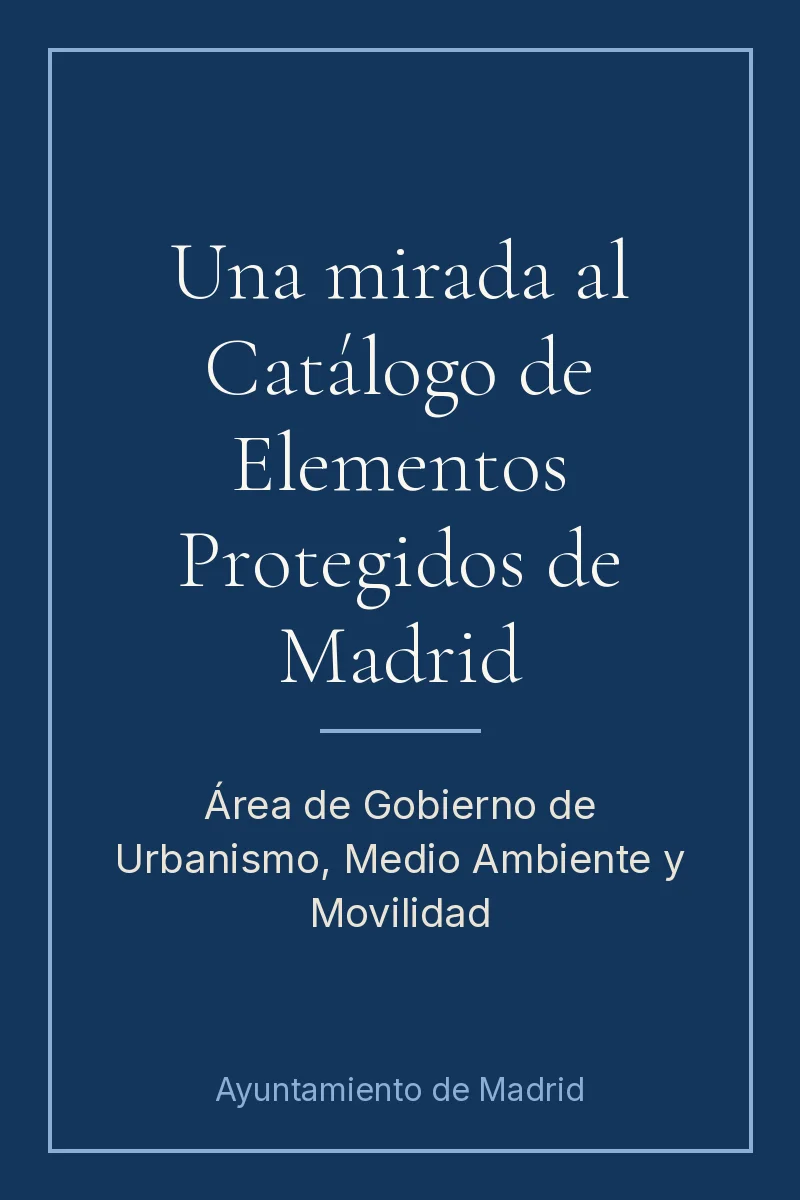 Una mirada al
Catálogo de
Elementos
Protegidos de
Madrid
Área de Gobierno de
Urbanismo, Medio Ambiente y
Movilidad
Ayuntamiento de Madrid